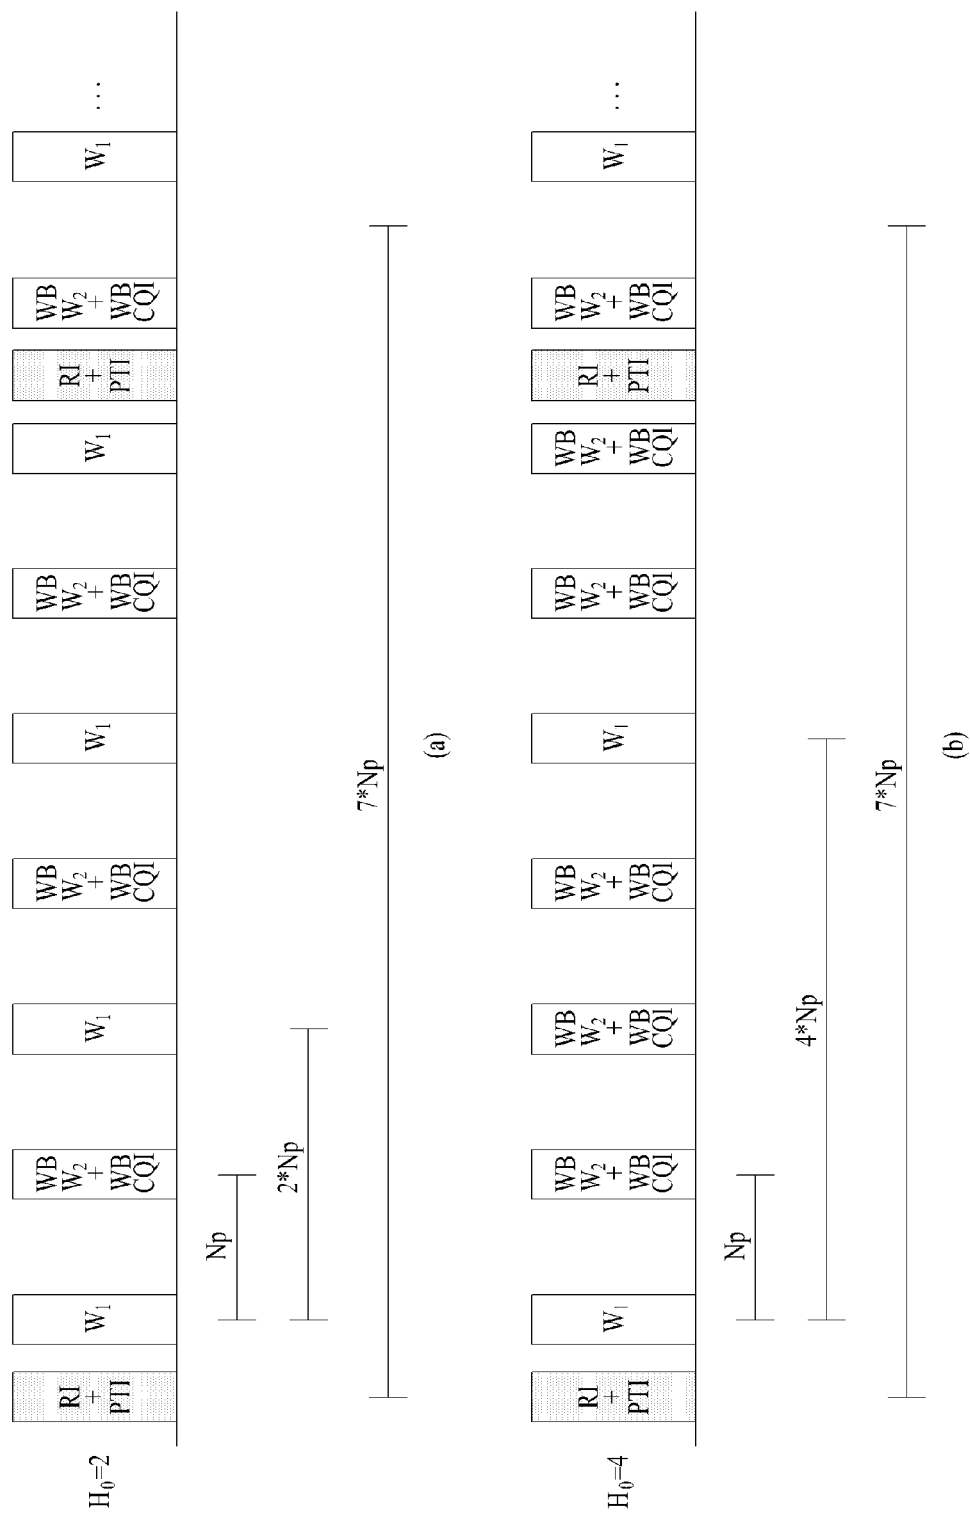 H₀=2
RI
+
PTI
W₁
WB
W₂
+
WB
CQI
W₁
WB
W₂
+
WB
CQI
W₁
WB
W₂
+
WB
CQI
W₁
RI
+
PTI
WB
W₂
+
WB
CQI
W₁
...
Np
2*Np
7*Np
(a)
H₀=4
RI
+
PTI
W₁
WB
W₂
+
WB
CQI
WB
W₂
+
WB
CQI
WB
W₂
+
WB
CQI
W₁
WB
W₂
+
WB
CQI
WB
W₂
+
WB
CQI
RI
+
PTI
WB
W₂
+
WB
CQI
W₁
...
Np
4*Np
7*Np
(b)